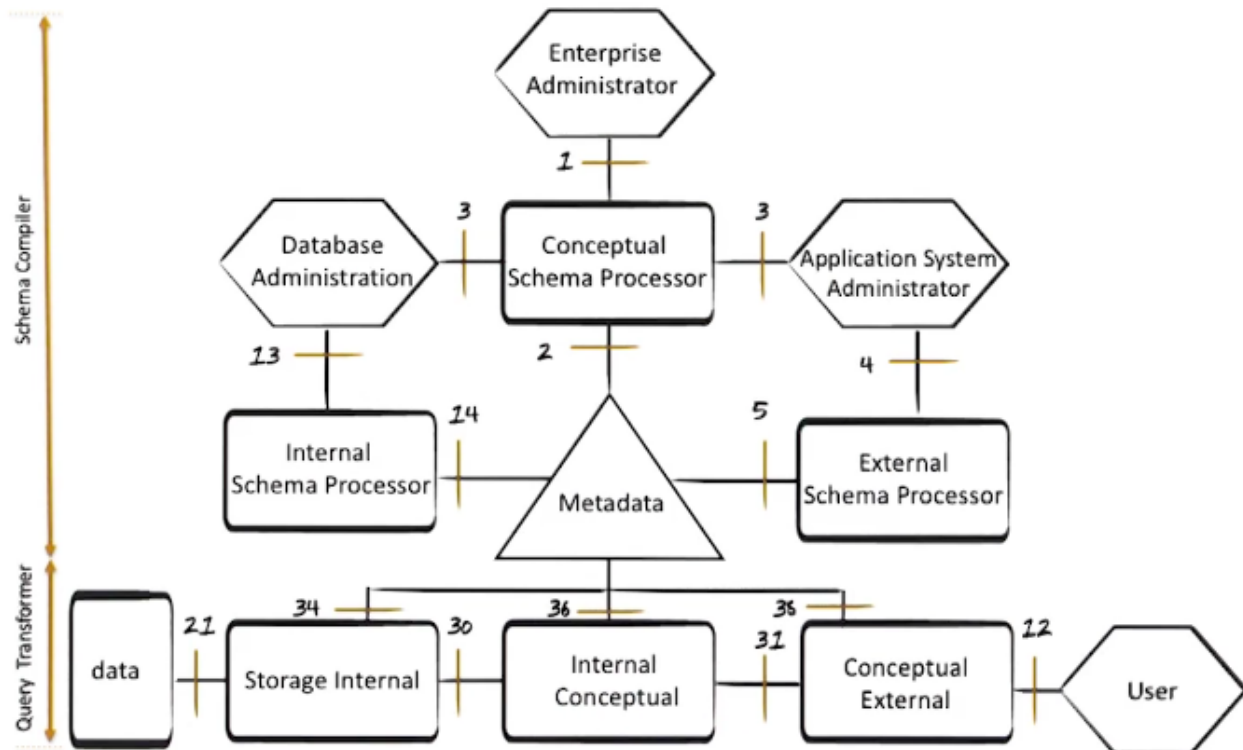 Enterprise
Administrator
1
Schema Compiler
3
3
Database
Administration
Conceptual
Schema Processor
Application System
Administrator
13
2
4
14
5
Internal
Schema Processor
External
Schema Processor
Metadata
Query Transformer
34
36
35
21
30
31
12
data
Storage Internal
Internal
Conceptual
Conceptual
External
User